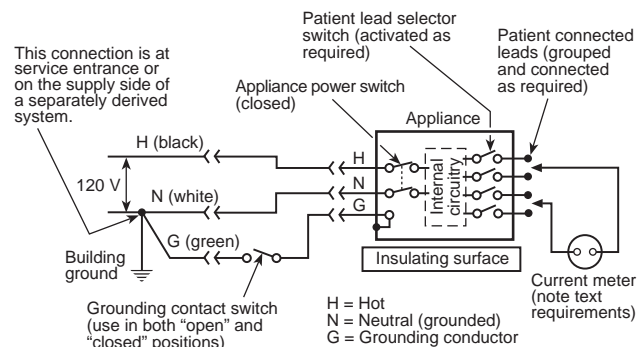 This connection is at
service entrance or
on the supply side of
a separately derived
system.
Patient lead selector
switch (activated as
required)
Patient connected
leads (grouped
and connected
as required)
Appliance power switch
(closed)
Appliance
H (black)
H
120 V
N (white)
N
G
G (green)
Internal
circuitry
Building
ground
Insulating surface
Grounding contact switch
(use in both “open” and
“closed” positions)
H = Hot
N = Neutral (grounded)
G = Grounding conductor
Current meter
(note text
requirements)